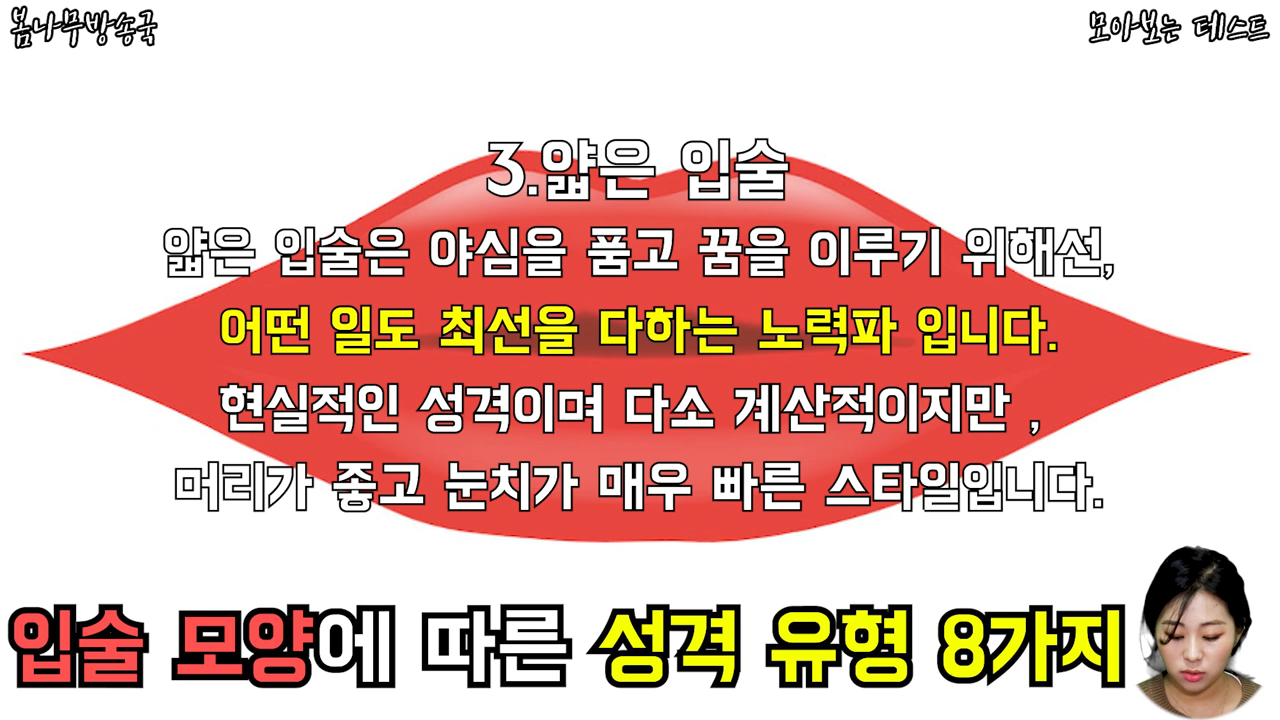 봄나무방송국
모아보는 테스트
3.얇은 입술
얇은 입술은 야심을 품고 꿈을 이루기 위해선,
어떤 일도 최선을 다하는 노력파 입니다.
현실적인 성격이며 다소 계산적이지만 ,
머리가 좋고 눈치가 매우 빠른 스타일입니다.
입술 모양에 따른 성격 유형 8가지